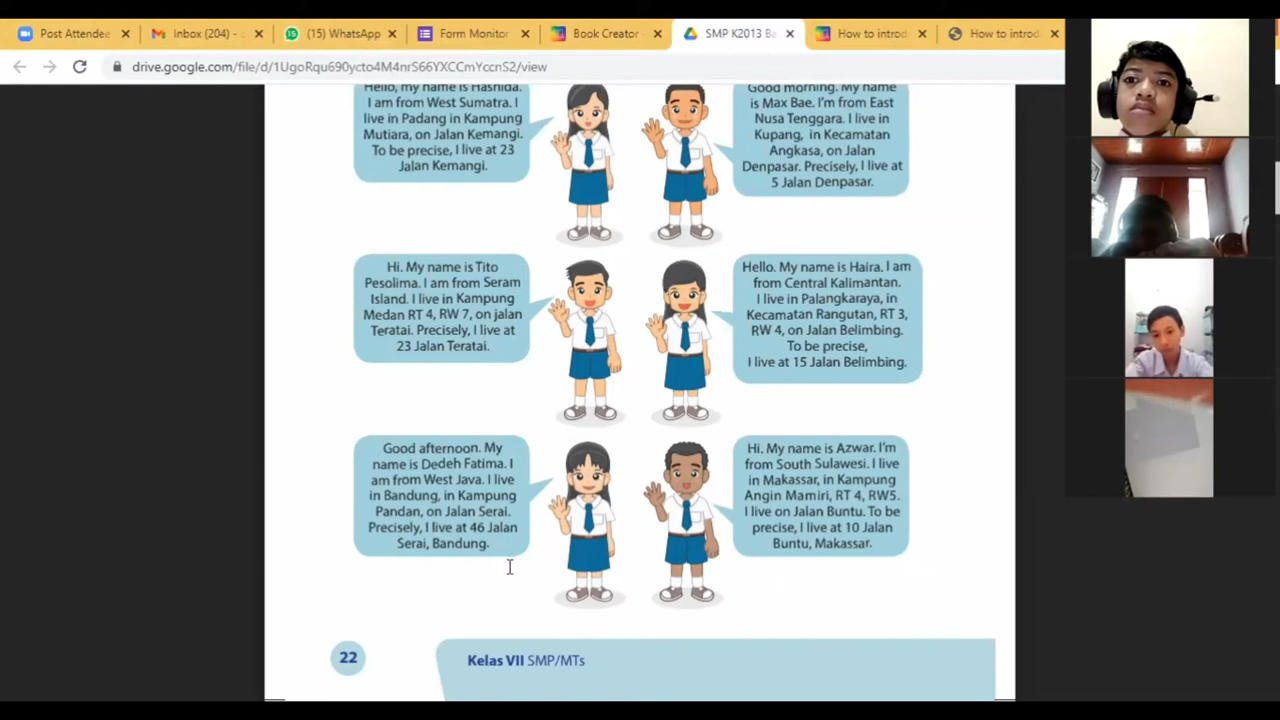 Post Attendee
Inbox (204) -
(15) WhatsApp
Form Monitor
Book Creator -
SMP K2013 Ba
How to introd
How to introd
drive.google.com/file/d/1UgoRqu690ycto4M4nrS66YXCCmYccnS2/view
Hello, my name is Hashida.
I am from West Sumatra. I
live in Padang in Kampung
Mutiara, on Jalan Kemangi.
To be precise, I live at 23
Jalan Kemangi.
Good morning. My name
is Max Bae. I'm from East
Nusa Tenggara. I live in
Kupang, in Kecamatan
Angkasa, on Jalan
Denpasar. Precisely, I live at
5 Jalan Denpasar.
Hi. My name is Tito
Pesolima. I am from Seram
Island. I live in Kampung
Medan RT 4, RW 7, on jalan
Teratai. Precisely, I live at
23 Jalan Teratai.
Hello. My name is Haira. I am
from Central Kalimantan.
I live in Palangkaraya, in
Kecamatan Rangutan, RT 3,
RW 4, on Jalan Belimbing.
To be precise,
I live at 15 Jalan Belimbing.
Good afternoon. My
name is Dedeh Fatima. I
am from West Java. I live
in Bandung, in Kampung
Pandan, on Jalan Serai.
Precisely, I live at 46 Jalan
Serai, Bandung.
Hi. My name is Azwar. I'm
from South Sulawesi. I live
in Makassar, in Kampung
Angin Mamiri, RT 4, RW5.
I live on Jalan Buntu. To be
precise, I live at 10 Jalan
Buntu, Makassar.
22
Kelas VII SMP/MTs